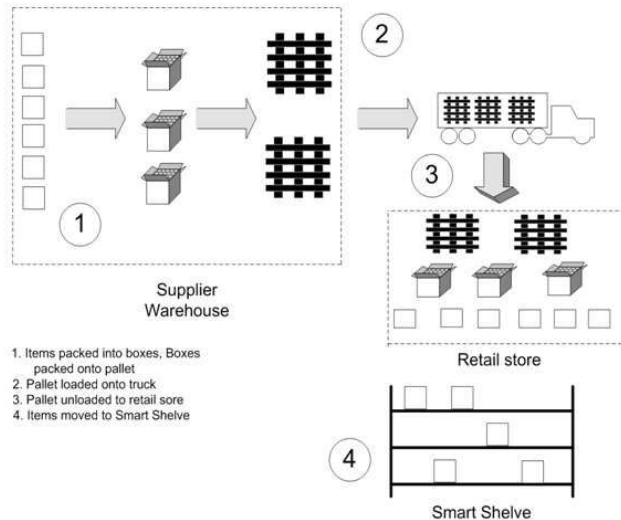 2
1
3
Supplier
Warehouse
Retail store
1. Items packed into boxes, Boxes
packed onto pallet
2. Pallet loaded onto truck
3. Pallet unloaded to retail sore
4. Items moved to Smart Shelve
4
Smart Shelve